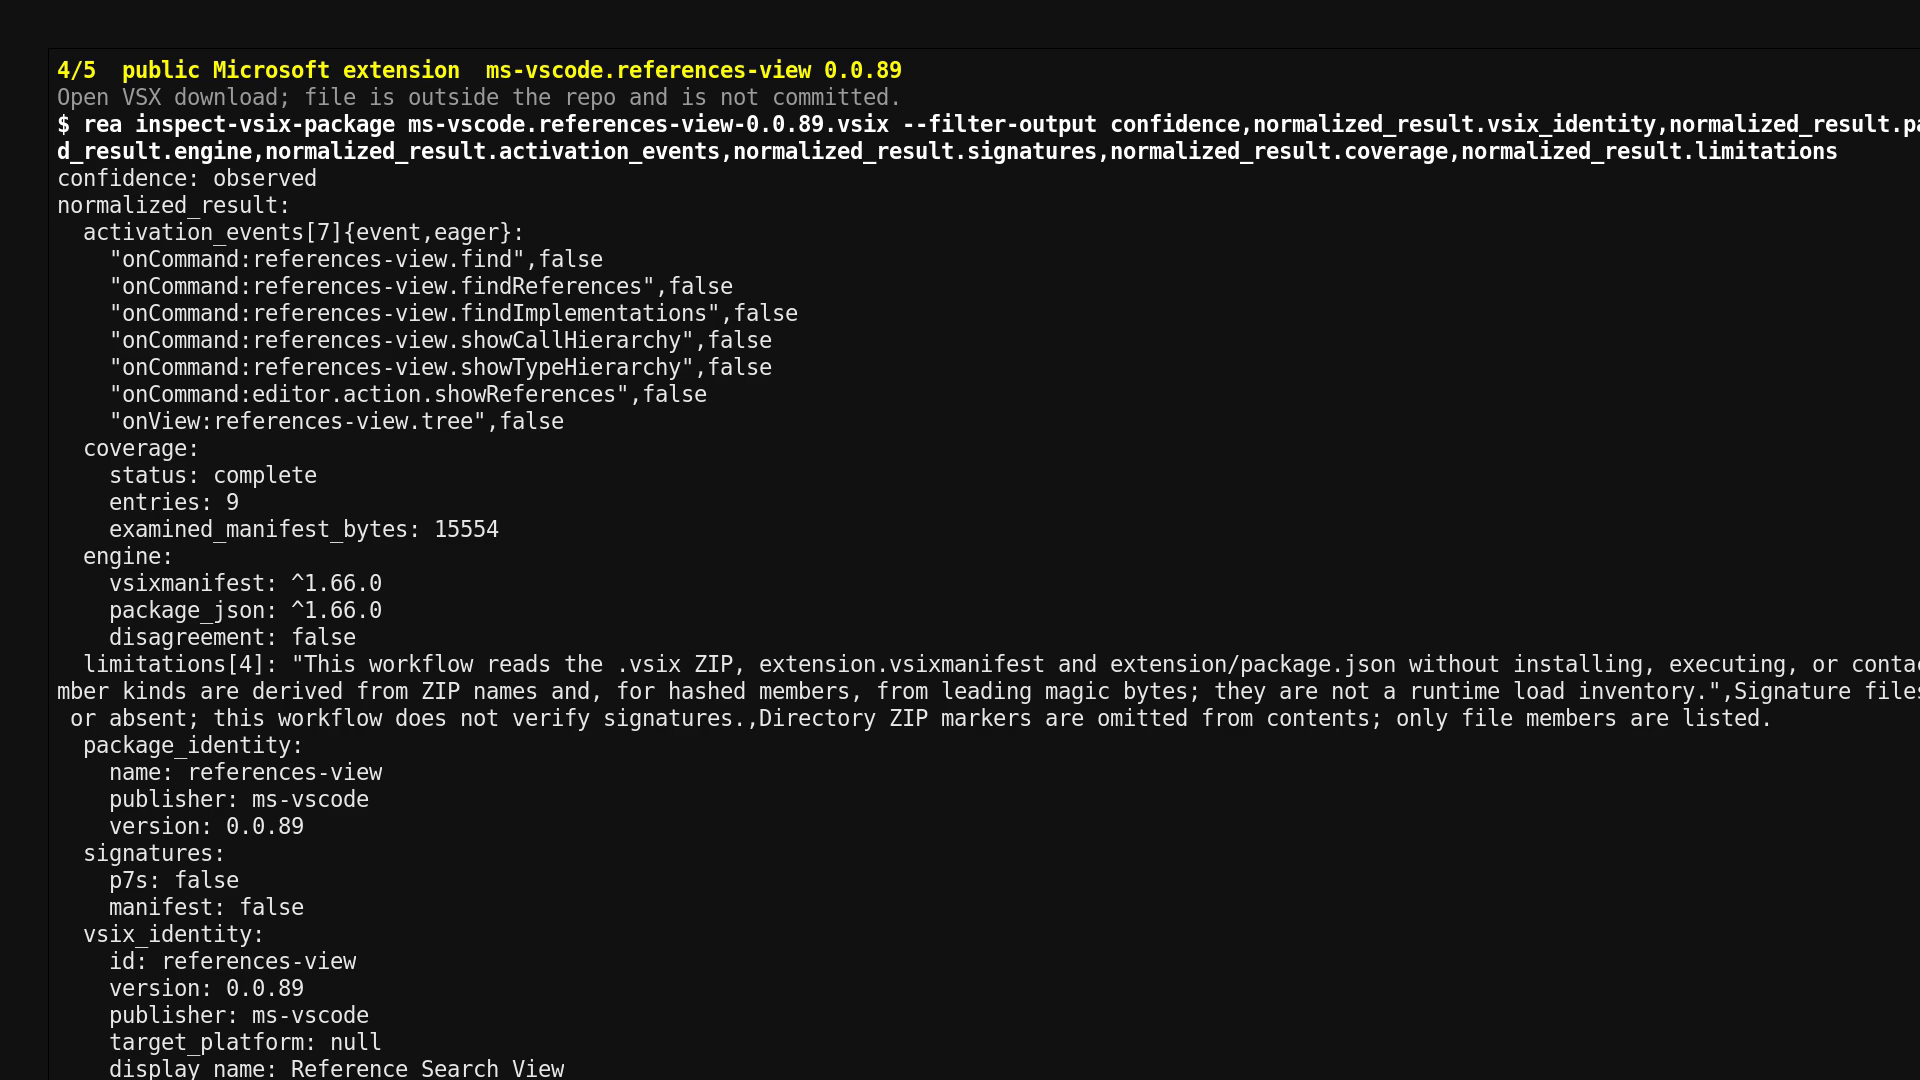 4/5  public Microsoft extension  ms-vscode.references-view 0.0.89
Open VSX download; file is outside the repo and is not committed.
$ rea inspect-vsix-package ms-vscode.references-view-0.0.89.vsix --filter-output confidence,normalized_result.vsix_identity,normalized_result.pa
d_result.engine,normalized_result.activation_events,normalized_result.signatures,normalized_result.coverage,normalized_result.limitations
confidence: observed
normalized_result:
  activation_events[7]{event,eager}:
    "onCommand:references-view.find",false
    "onCommand:references-view.findReferences",false
    "onCommand:references-view.findImplementations",false
    "onCommand:references-view.showCallHierarchy",false
    "onCommand:references-view.showTypeHierarchy",false
    "onCommand:editor.action.showReferences",false
    "onView:references-view.tree",false
  coverage:
    status: complete
    entries: 9
    examined_manifest_bytes: 15554
  engine:
    vsixmanifest: ^1.66.0
    package_json: ^1.66.0
    disagreement: false
  limitations[4]: "This workflow reads the .vsix ZIP, extension.vsixmanifest and extension/package.json without installing, executing, or contac
mber kinds are derived from ZIP names and, for hashed members, from leading magic bytes; they are not a runtime load inventory.",Signature files
 or absent; this workflow does not verify signatures.,Directory ZIP markers are omitted from contents; only file members are listed.
  package_identity:
    name: references-view
    publisher: ms-vscode
    version: 0.0.89
  signatures:
    p7s: false
    manifest: false
  vsix_identity:
    id: references-view
    version: 0.0.89
    publisher: ms-vscode
    target_platform: null
    display_name: Reference Search View